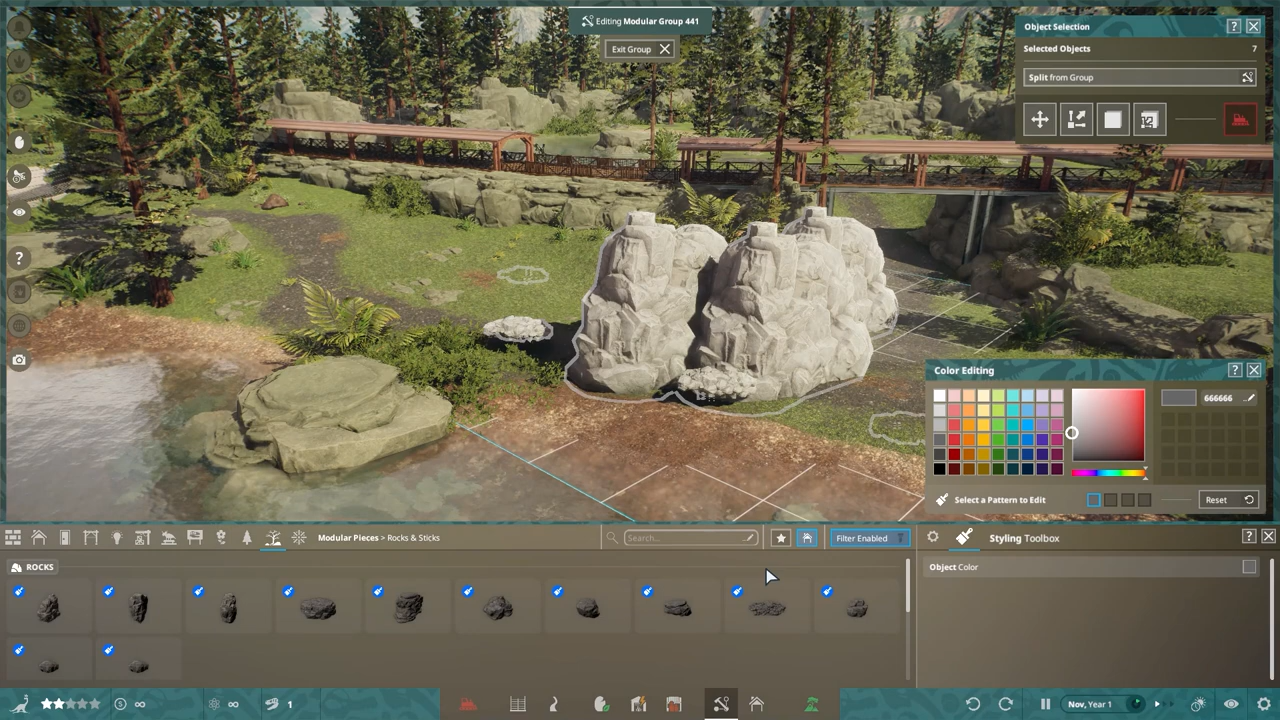 Editing Modular Group 441
Exit Group
Object Selection
?
Selected Objects 7
Split from Group
12
?
Color Editing
?
666666
Select a Pattern to Edit
Reset
Modular Pieces > Rocks & Sticks
Search...
Filter Enabled
Styling Toolbox
?
ROCKS
Object Color
∞
∞
1
Nov, Year 1